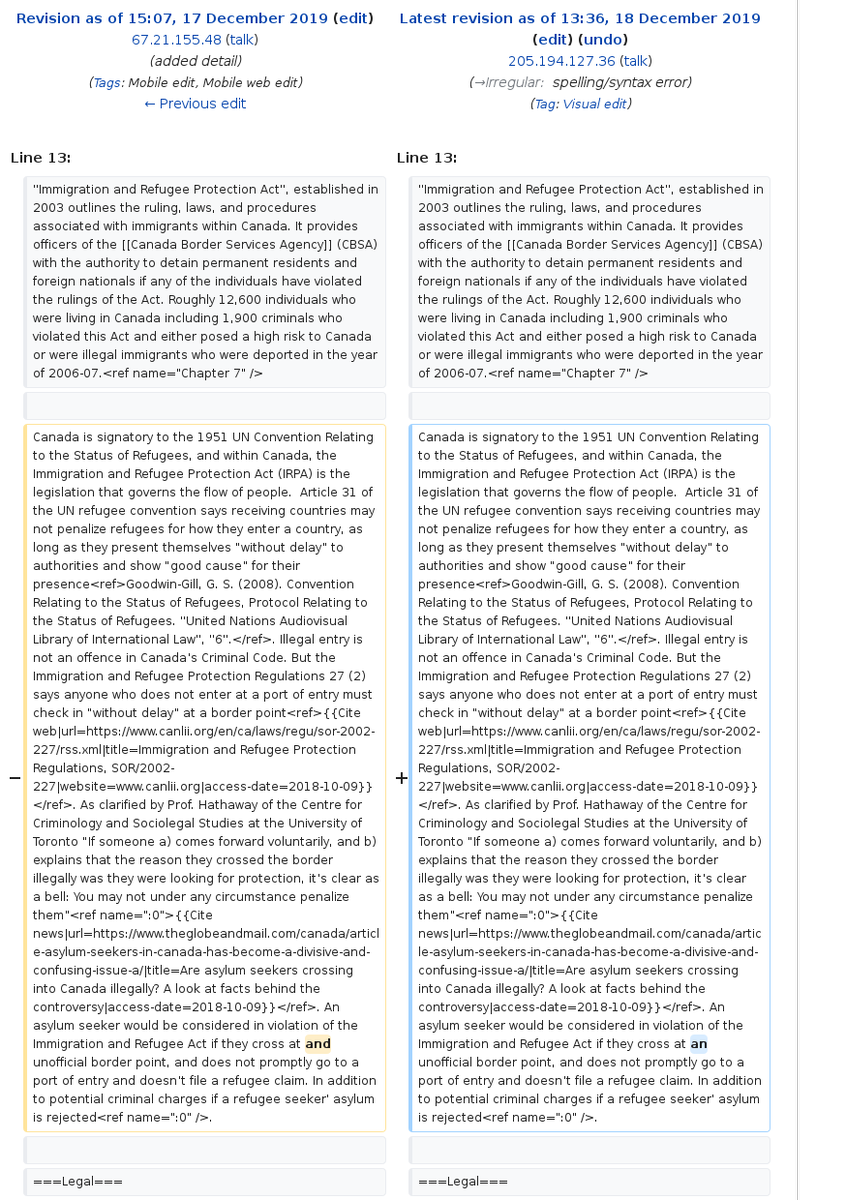 Revision as of 15:07, 17 December 2019 (edit)
67.21.155.48 (talk)
(added detail)
(Tags: Mobile edit, Mobile web edit)
← Previous edit
Latest revision as of 13:36, 18 December 2019
(edit) (undo)
205.194.127.36 (talk)
(→Irregular: spelling/syntax error)
(Tag: Visual edit)
Line 13:
"Immigration and Refugee Protection Act", established in
2003 outlines the ruling, laws, and procedures
associated with immigrants within Canada. It provides
officers of the [[Canada Border Services Agency]] (CBSA)
with the authority to detain permanent residents and
foreign nationals if any of the individuals have violated
the rulings of the Act. Roughly 12,600 individuals who
were living in Canada including 1,900 criminals who
violated this Act and either posed a high risk to Canada
or were illegal immigrants who were deported in the year
of 2006-07.<ref name="Chapter 7" />
−
Canada is signatory to the 1951 UN Convention Relating
to the Status of Refugees, and within Canada, the
Immigration and Refugee Protection Act (IRPA) is the
legislation that governs the flow of people.  Article 31 of
the UN refugee convention says receiving countries may
not penalize refugees for how they enter a country, as
long as they present themselves "without delay" to
authorities and show "good cause" for their
presence<ref>Goodwin-Gill, G. S. (2008). Convention
Relating to the Status of Refugees, Protocol Relating to
the Status of Refugees. "United Nations Audiovisual
Library of International Law", "6".</ref>. Illegal entry is
not an offence in Canada's Criminal Code. But the
Immigration and Refugee Protection Regulations 27 (2)
says anyone who does not enter at a port of entry must
check in "without delay" at a border point<ref>{{Cite
web|url=https://www.canlii.org/en/ca/laws/regu/sor-2002-
227/rss.xml|title=Immigration and Refugee Protection
Regulations, SOR/2002-
227|website=www.canlii.org|access-date=2018-10-09}}
</ref>. As clarified by Prof. Hathaway of the Centre for
Criminology and Sociolegal Studies at the University of
Toronto "If someone a) comes forward voluntarily, and b)
explains that the reason they crossed the border
illegally was they were looking for protection, it's clear as
a bell: You may not under any circumstance penalize
them"<ref name=":0">{{Cite
news|url=https://www.theglobeandmail.com/canada/articl
e-asylum-seekers-in-canada-has-become-a-divisive-and-
confusing-issue-a/|title=Are asylum seekers crossing
into Canada illegally? A look at facts behind the
controversy|access-date=2018-10-09}}</ref>. An
asylum seeker would be considered in violation of the
Immigration and Refugee Act if they cross at and
unofficial border point, and does not promptly go to a
port of entry and doesn't file a refugee claim. In addition
to potential criminal charges if a refugee seeker' asylum
is rejected<ref name=":0" />.
===Legal===
Line 13:
"Immigration and Refugee Protection Act", established in
2003 outlines the ruling, laws, and procedures
associated with immigrants within Canada. It provides
officers of the [[Canada Border Services Agency]] (CBSA)
with the authority to detain permanent residents and
foreign nationals if any of the individuals have violated
the rulings of the Act. Roughly 12,600 individuals who
were living in Canada including 1,900 criminals who
violated this Act and either posed a high risk to Canada
or were illegal immigrants who were deported in the year
of 2006-07.<ref name="Chapter 7" />
+
Canada is signatory to the 1951 UN Convention Relating
to the Status of Refugees, and within Canada, the
Immigration and Refugee Protection Act (IRPA) is the
legislation that governs the flow of people.  Article 31 of
the UN refugee convention says receiving countries may
not penalize refugees for how they enter a country, as
long as they present themselves "without delay" to
authorities and show "good cause" for their
presence<ref>Goodwin-Gill, G. S. (2008). Convention
Relating to the Status of Refugees, Protocol Relating to
the Status of Refugees. "United Nations Audiovisual
Library of International Law", "6".</ref>. Illegal entry is
not an offence in Canada's Criminal Code. But the
Immigration and Refugee Protection Regulations 27 (2)
says anyone who does not enter at a port of entry must
check in "without delay" at a border point<ref>{{Cite
web|url=https://www.canlii.org/en/ca/laws/regu/sor-2002-
227/rss.xml|title=Immigration and Refugee Protection
Regulations, SOR/2002-
227|website=www.canlii.org|access-date=2018-10-09}}
</ref>. As clarified by Prof. Hathaway of the Centre for
Criminology and Sociolegal Studies at the University of
Toronto "If someone a) comes forward voluntarily, and b)
explains that the reason they crossed the border
illegally was they were looking for protection, it's clear
as a bell: You may not under any circumstance penalize
them"<ref name=":0">{{Cite
news|url=https://www.theglobeandmail.com/canada/artic
le-asylum-seekers-in-canada-has-become-a-divisive-and-
confusing-issue-a/|title=Are asylum seekers crossing
into Canada illegally? A look at facts behind the
controversy|access-date=2018-10-09}}</ref>. An
asylum seeker would be considered in violation of the
Immigration and Refugee Act if they cross at an
unofficial border point, and does not promptly go to a
port of entry and doesn't file a refugee claim. In addition
to potential criminal charges if a refugee seeker' asylum
is rejected<ref name=":0" />.
===Legal===